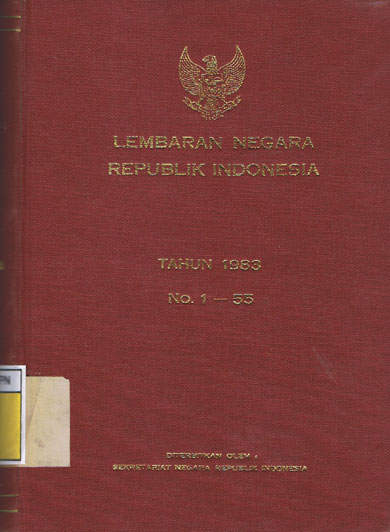 LEMBARAN NEGARA
REPUBLIK INDONESIA
TAHUN 1983
No. 1 — 55
DITERBITKAN OLEH :
SEKRETARIAT NEGARA REPUBLIK INDONESIA